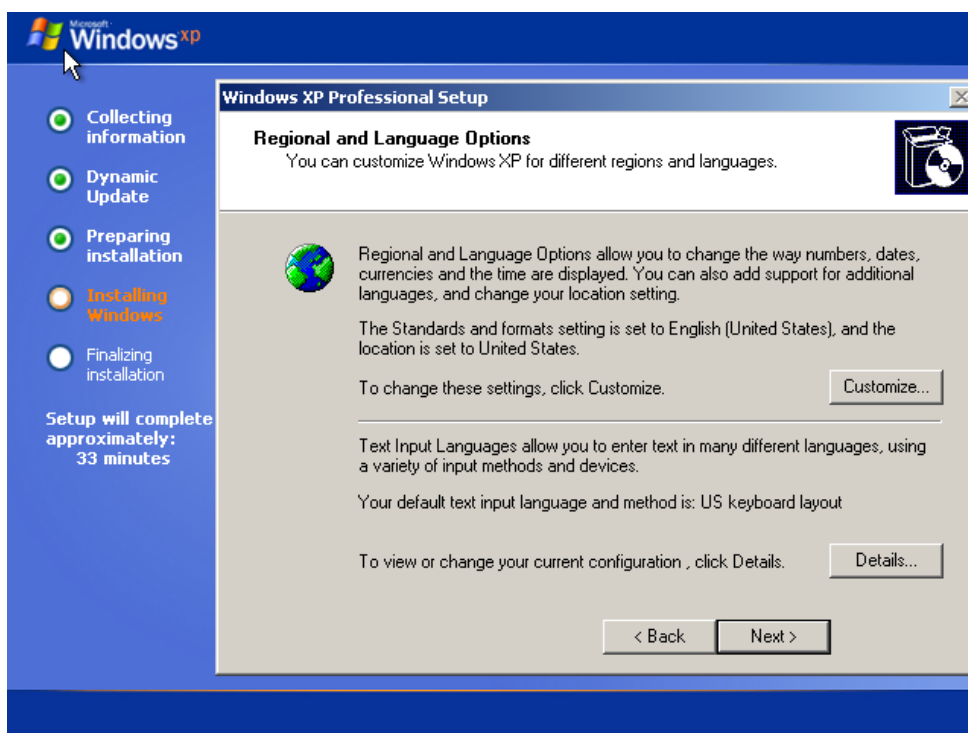 Microsoft
Windows xp
Collecting
information
Dynamic
Update
Preparing
installation
Installing
Windows
Finalizing
installation
Setup will complete
approximately:
33 minutes
Windows XP Professional Setup
Regional and Language Options
You can customize Windows XP for different regions and languages.
Regional and Language Options allow you to change the way numbers, dates,
currencies and the time are displayed. You can also add support for additional
languages, and change your location setting.
The Standards and formats setting is set to English (United States), and the
location is set to United States.
To change these settings, click Customize.
Customize...
Text Input Languages allow you to enter text in many different languages, using
a variety of input methods and devices.
Your default text input language and method is: US keyboard layout
To view or change your current configuration , click Details.
Details...
< Back
Next >